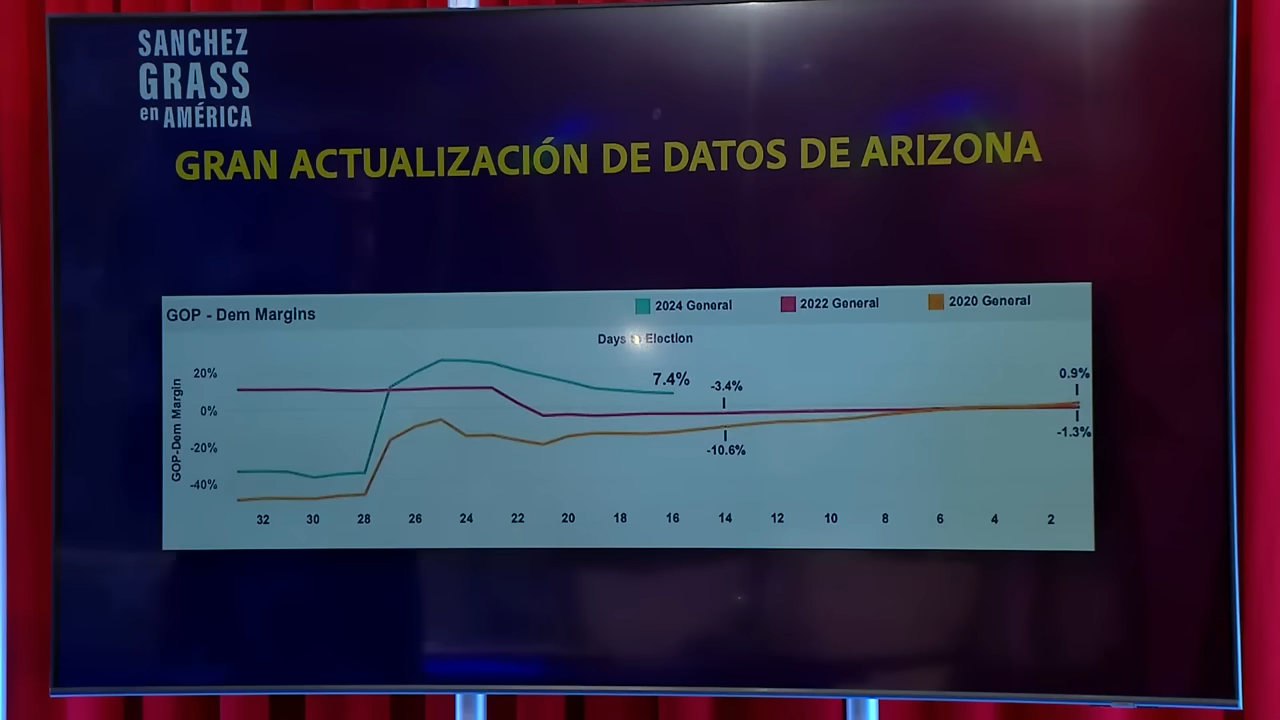 SANCHEZ
GRASS
en AMÉRICA
GRAN ACTUALIZACIÓN DE DATOS DE ARIZONA
GOP - Dem Margins
2024 General
2022 General
2020 General
Days to Election
GOP-Dem Margin
20%
0%
-20%
-40%
7.4%
-3.4%
-10.6%
0.9%
-1.3%
32 30 28 26 24 22 20 18 16 14 12 10 8 6 4 2